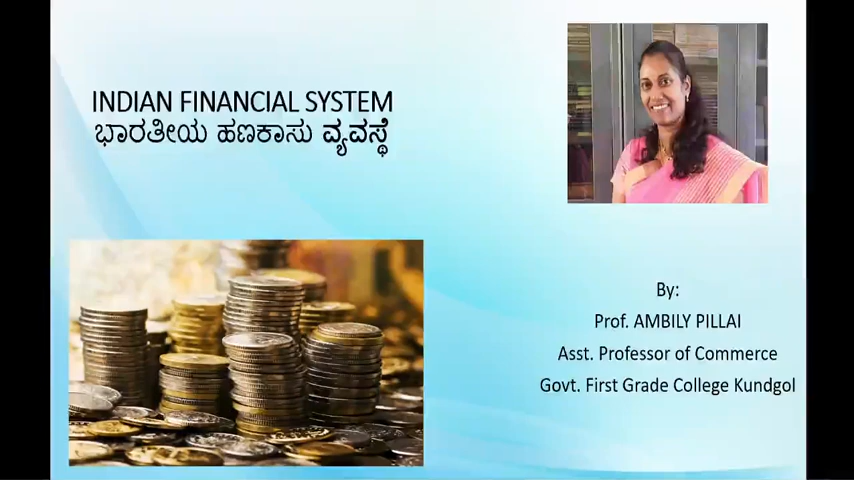 INDIAN FINANCIAL SYSTEM
ಭಾರತೀಯ ಹಣಕಾಸು ವ್ಯವಸ್ಥೆ
By:
Prof. AMBILY PILLAI
Asst. Professor of Commerce
Govt. First Grade College Kundgol